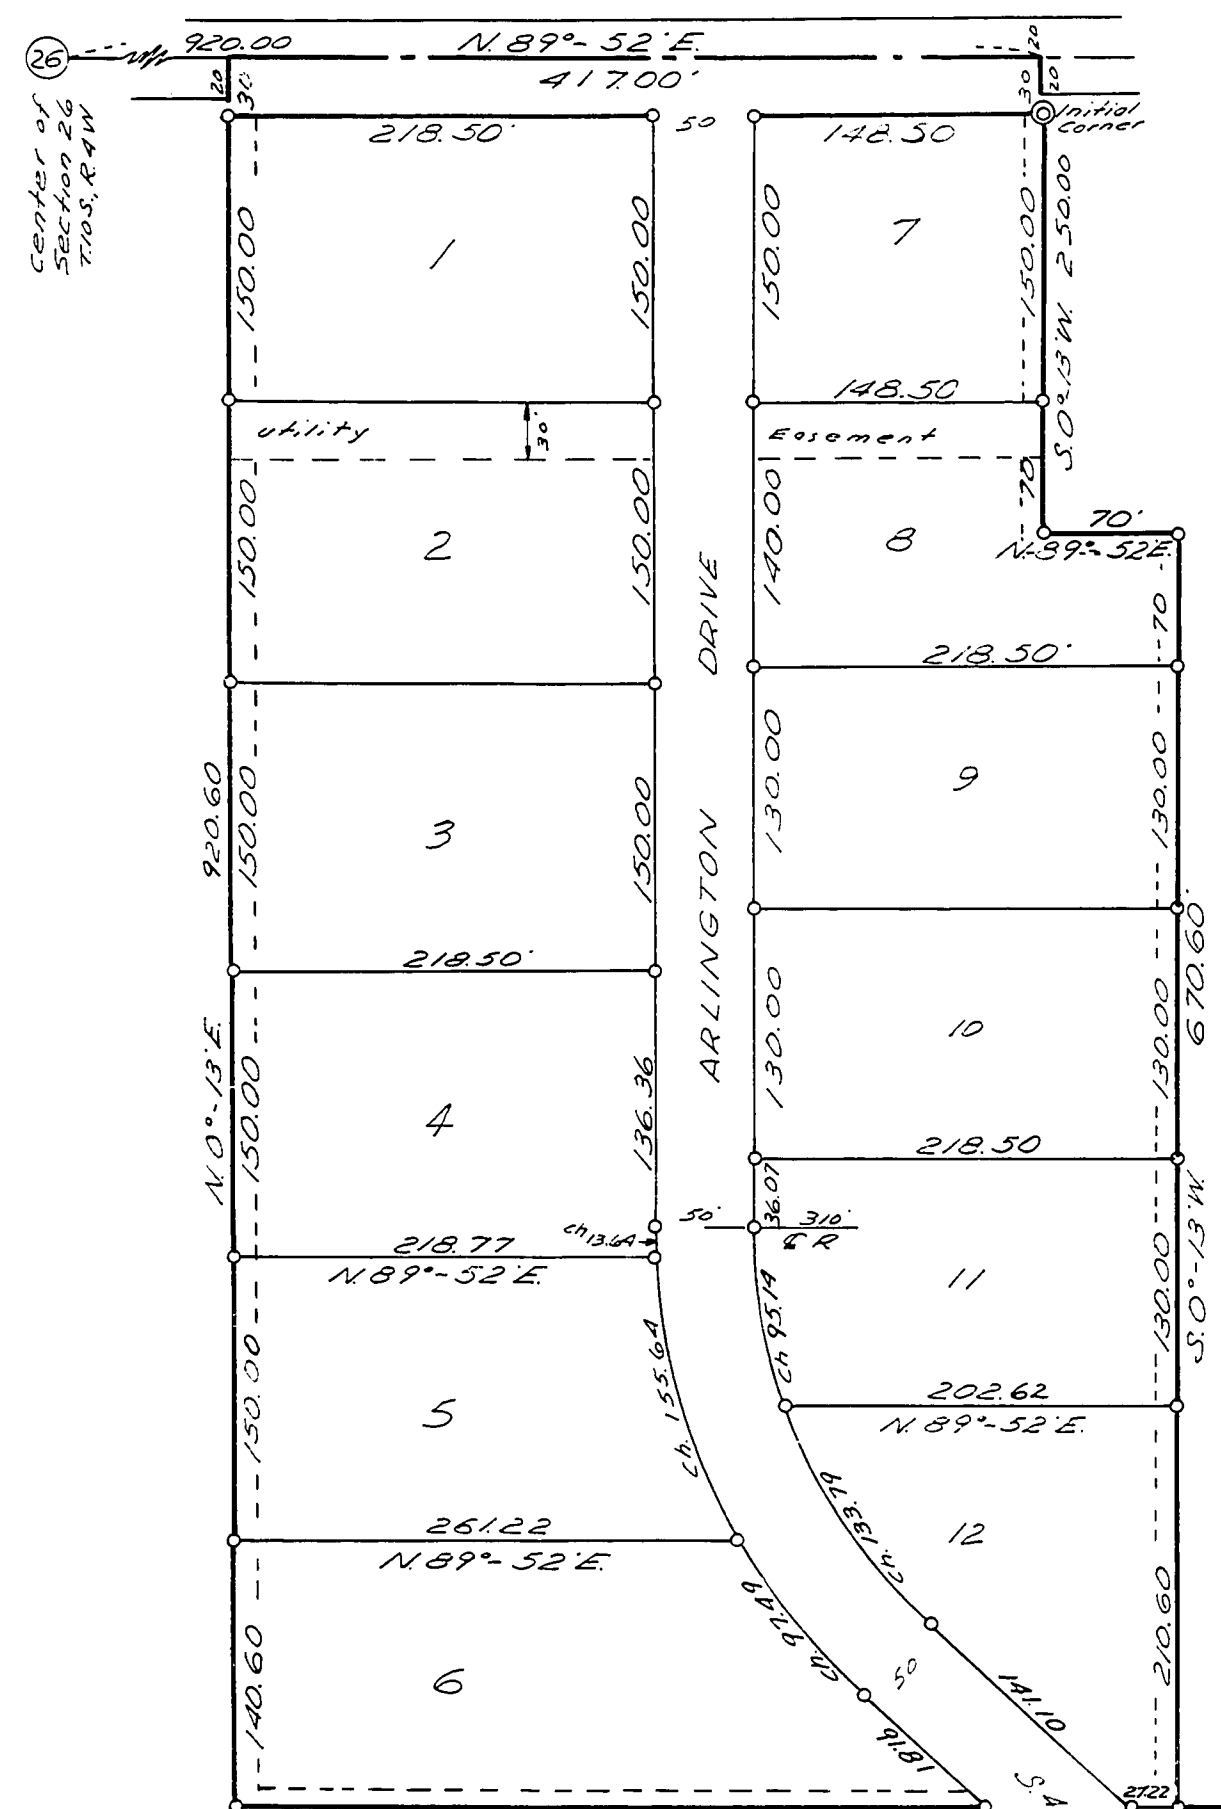 920.00 N. 89°- 52' E.
26
417.00'
20
30
20
30
20
Initial
Corner
Center of
Section 26
T.10S., R.4W
218.50'
50
148.50
150.00
1
150.00
150.00
7
150.00
S. 0°-13' W. 250.00
148.50
utility
30'
Easement
150.00
2
150.00
140.00
8
70
70'
N.-89°-52' E.
DRIVE
70
218.50'
920.60
150.00
3
150.00
130.00
9
130.00
ARLINGTON
218.50'
670.60'
N. 0°-13' E.
150.00
4
136.36
130.00
10
130.00
218.50
36.07
50'
310'
℄ R
ch 13.64
218.77
N. 89°-52' E.
11
130.00
S. 0°-13' W.
150.00
5
ch. 155.64
ch 95.14
202.62
N. 89°-52' E.
261.22
N. 89°- 52' E.
ch. 133.79
12
210.60
140.60
6
ch. 97.49
50
141.10
91.81
S. 4
27.22